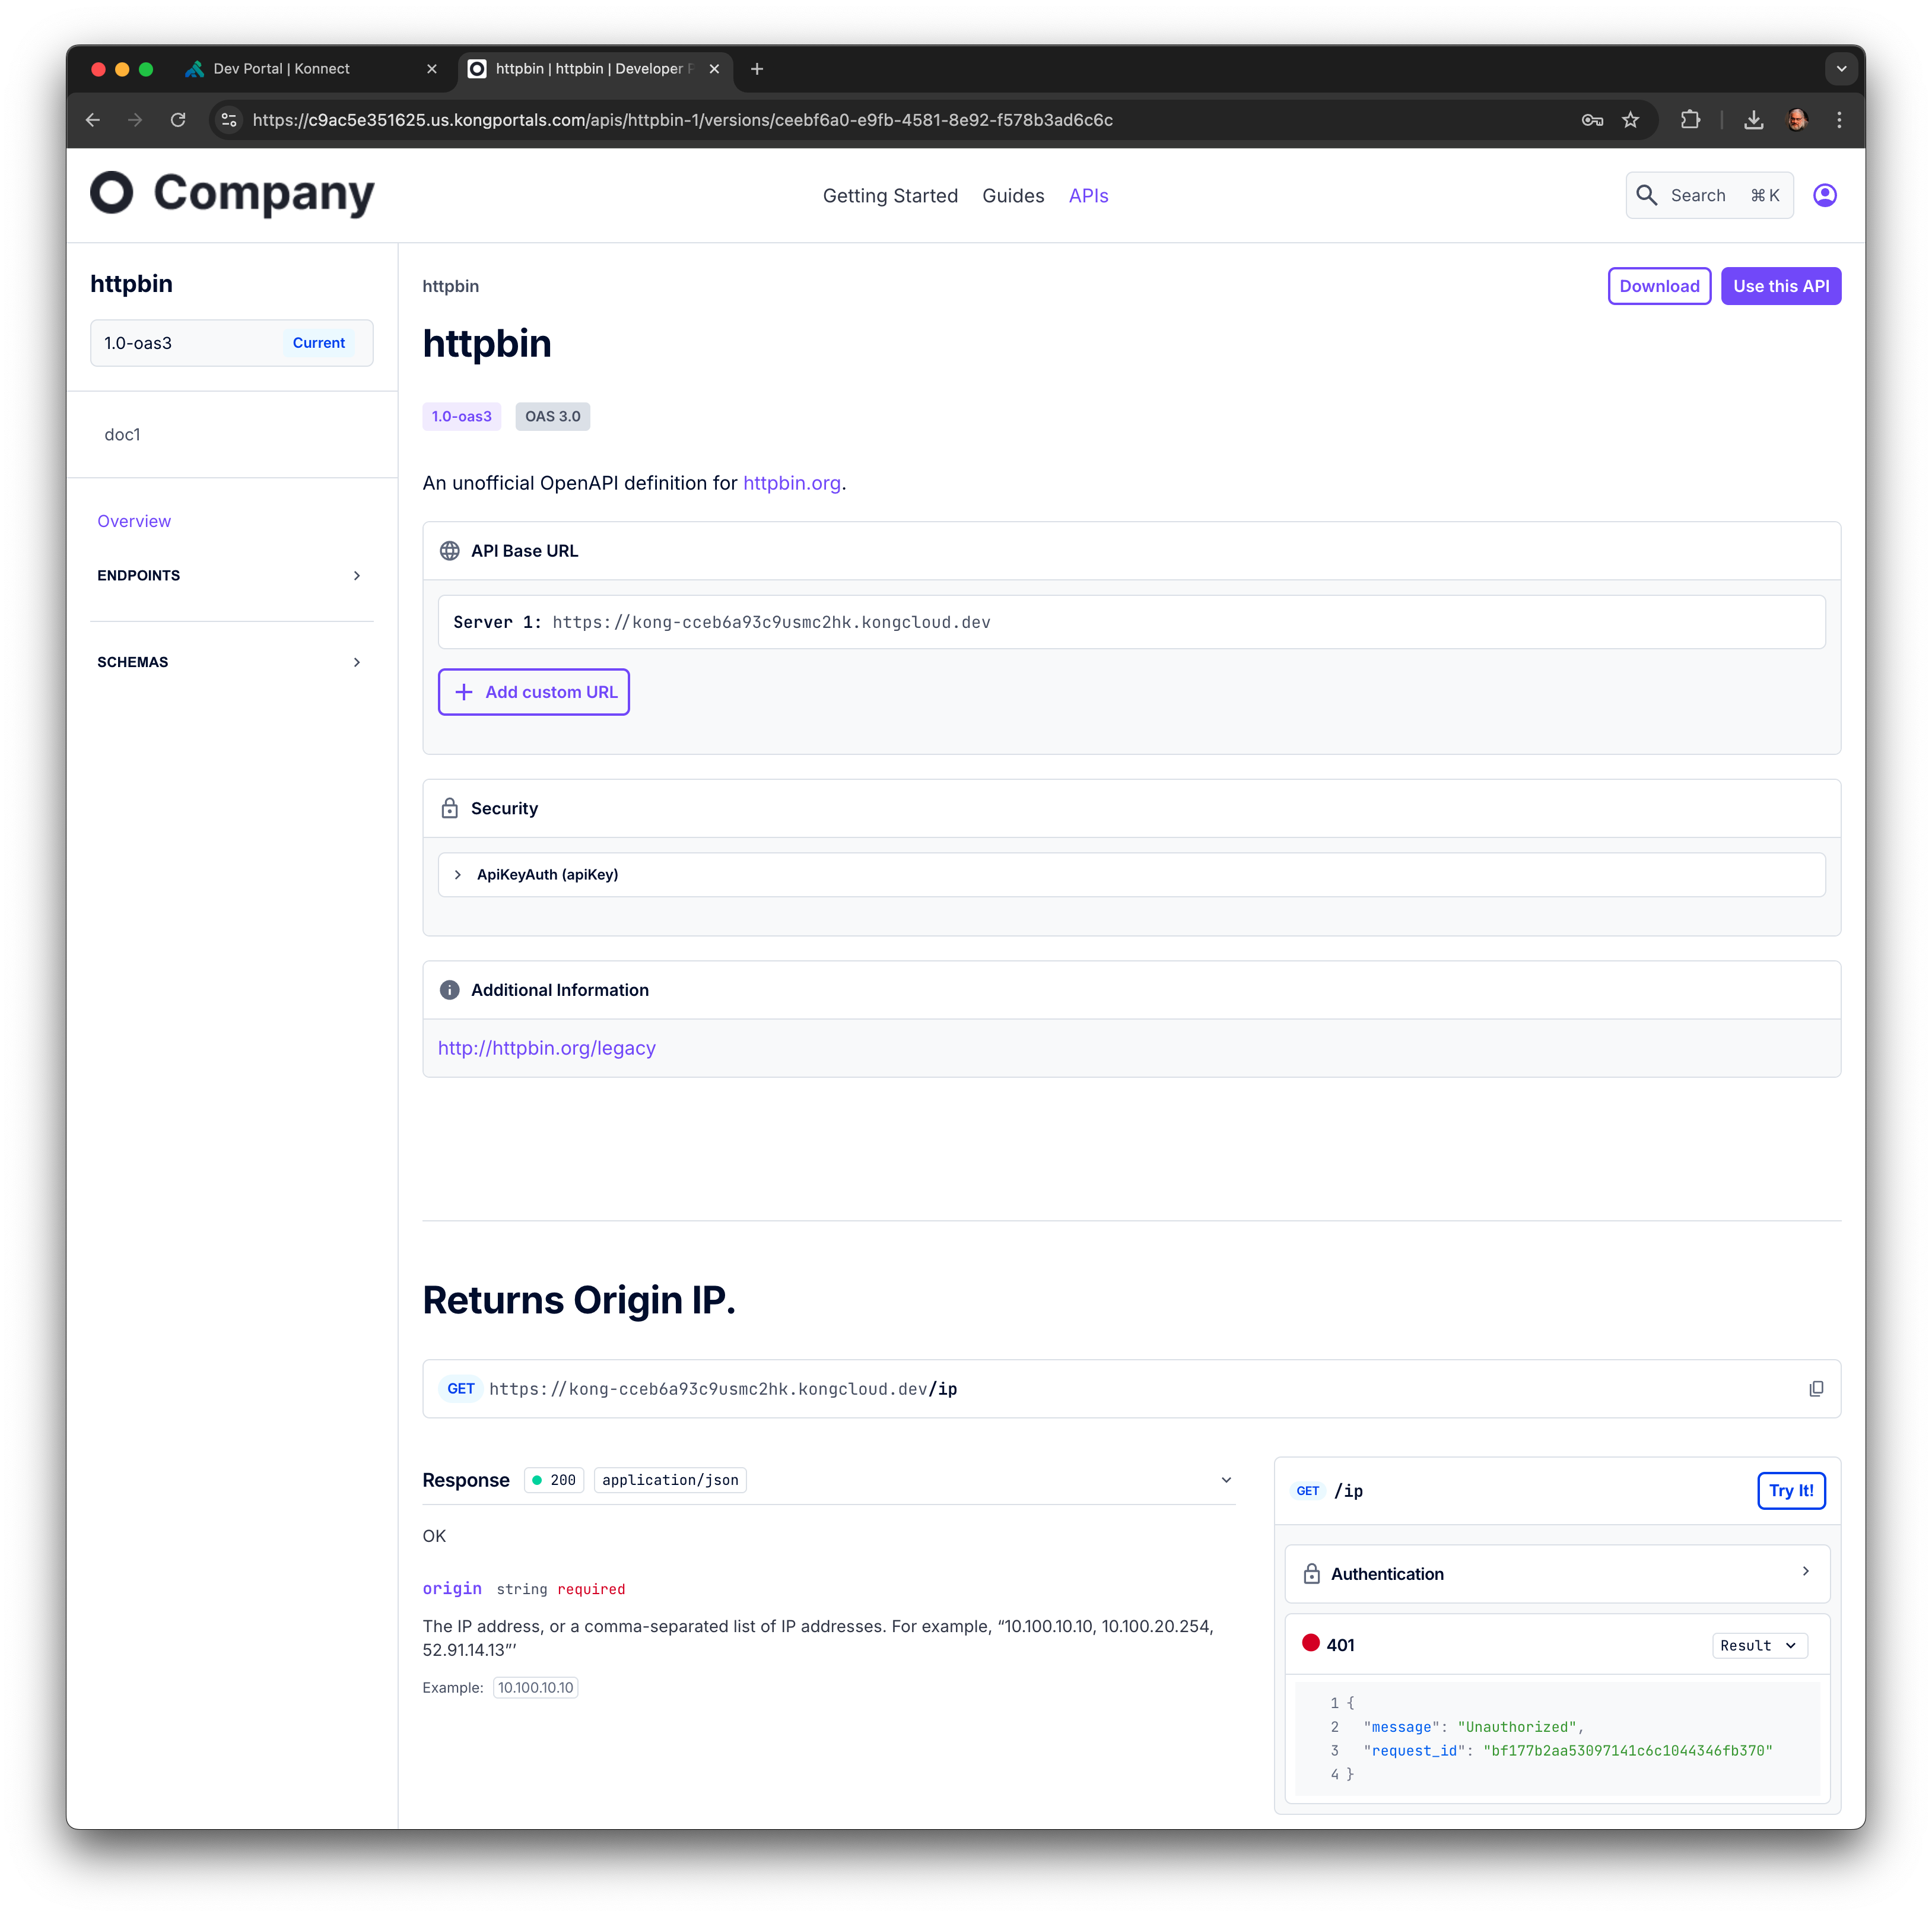 Dev Portal | Konnect
httpbin | httpbin | Developer P
https://c9ac5e351625.us.kongportals.com/apis/httpbin-1/versions/ceebf6a0-e9fb-4581-8e92-f578b3ad6c6c
Company
Getting Started Guides APIs
Search ⌘ K
httpbin
1.0-oas3 Current
doc1
Overview
ENDPOINTS
SCHEMAS
httpbin
Download Use this API
httpbin
1.0-oas3 OAS 3.0
An unofficial OpenAPI definition for httpbin.org.
API Base URL
Server 1: https://kong-cceb6a93c9usmc2hk.kongcloud.dev
+ Add custom URL
Security
ApiKeyAuth (apiKey)
Additional Information
http://httpbin.org/legacy
Returns Origin IP.
GET https://kong-cceb6a93c9usmc2hk.kongcloud.dev/ip
Response 200 application/json
OK
origin string required
The IP address, or a comma-separated list of IP addresses. For example, “10.100.10.10, 10.100.20.254,
52.91.14.13”’
Example: 10.100.10.10
GET /ip Try It!
Authentication
401 Result
1 {
2 "message": "Unauthorized",
3 "request_id": "bf177b2aa53097141c6c1044346fb370"
4 }